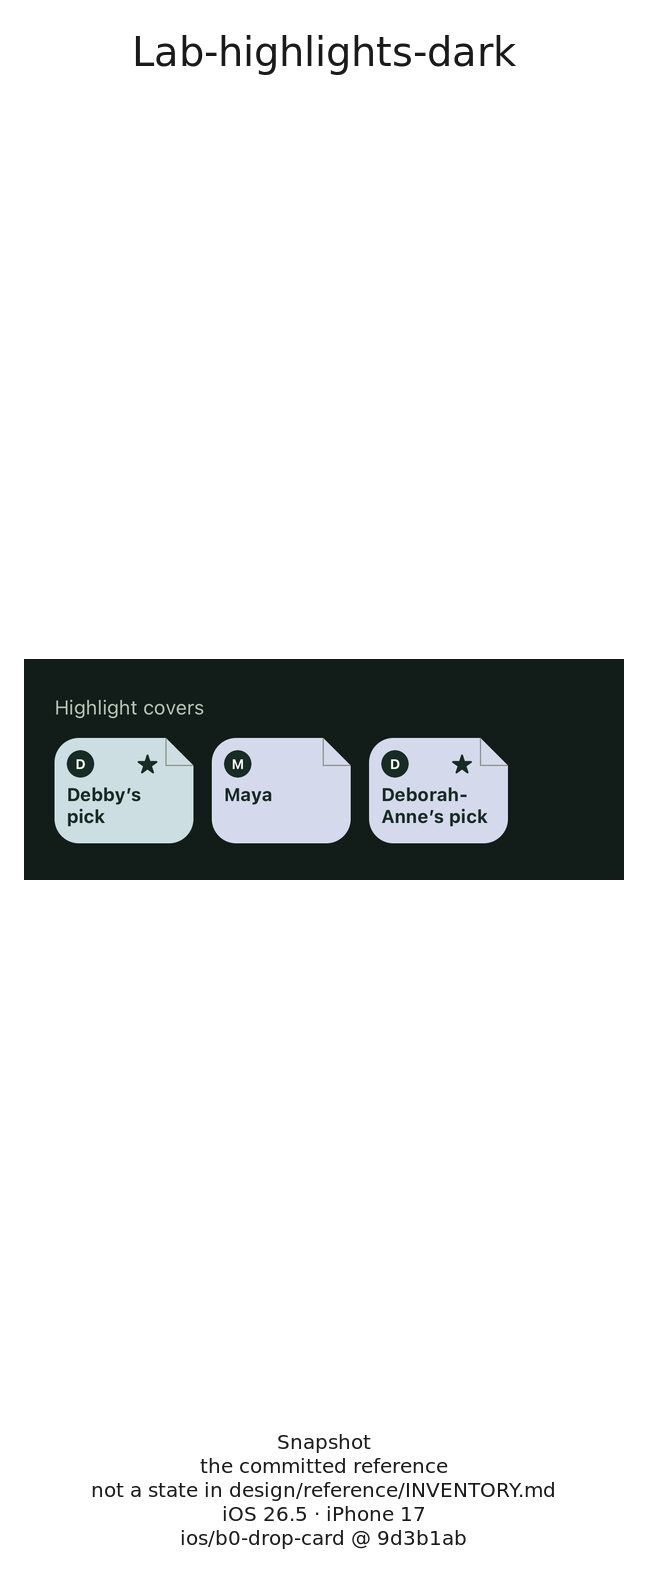 Lab-highlights-dark
Highlight covers
D
Debby’s
pick
M
Maya
D
Deborah-
Anne’s pick
Snapshot
the committed reference
not a state in design/reference/INVENTORY.md
iOS 26.5 · iPhone 17
ios/b0-drop-card @ 9d3b1ab